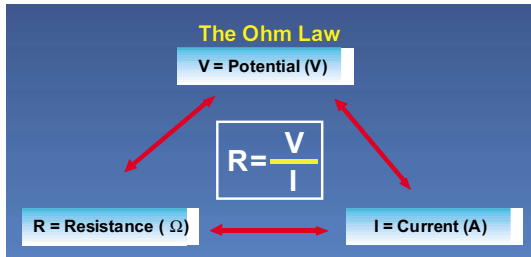 The Ohm Law
V = Potential (V)
R = V
I
R = Resistance ( Ω)
I = Current (A)